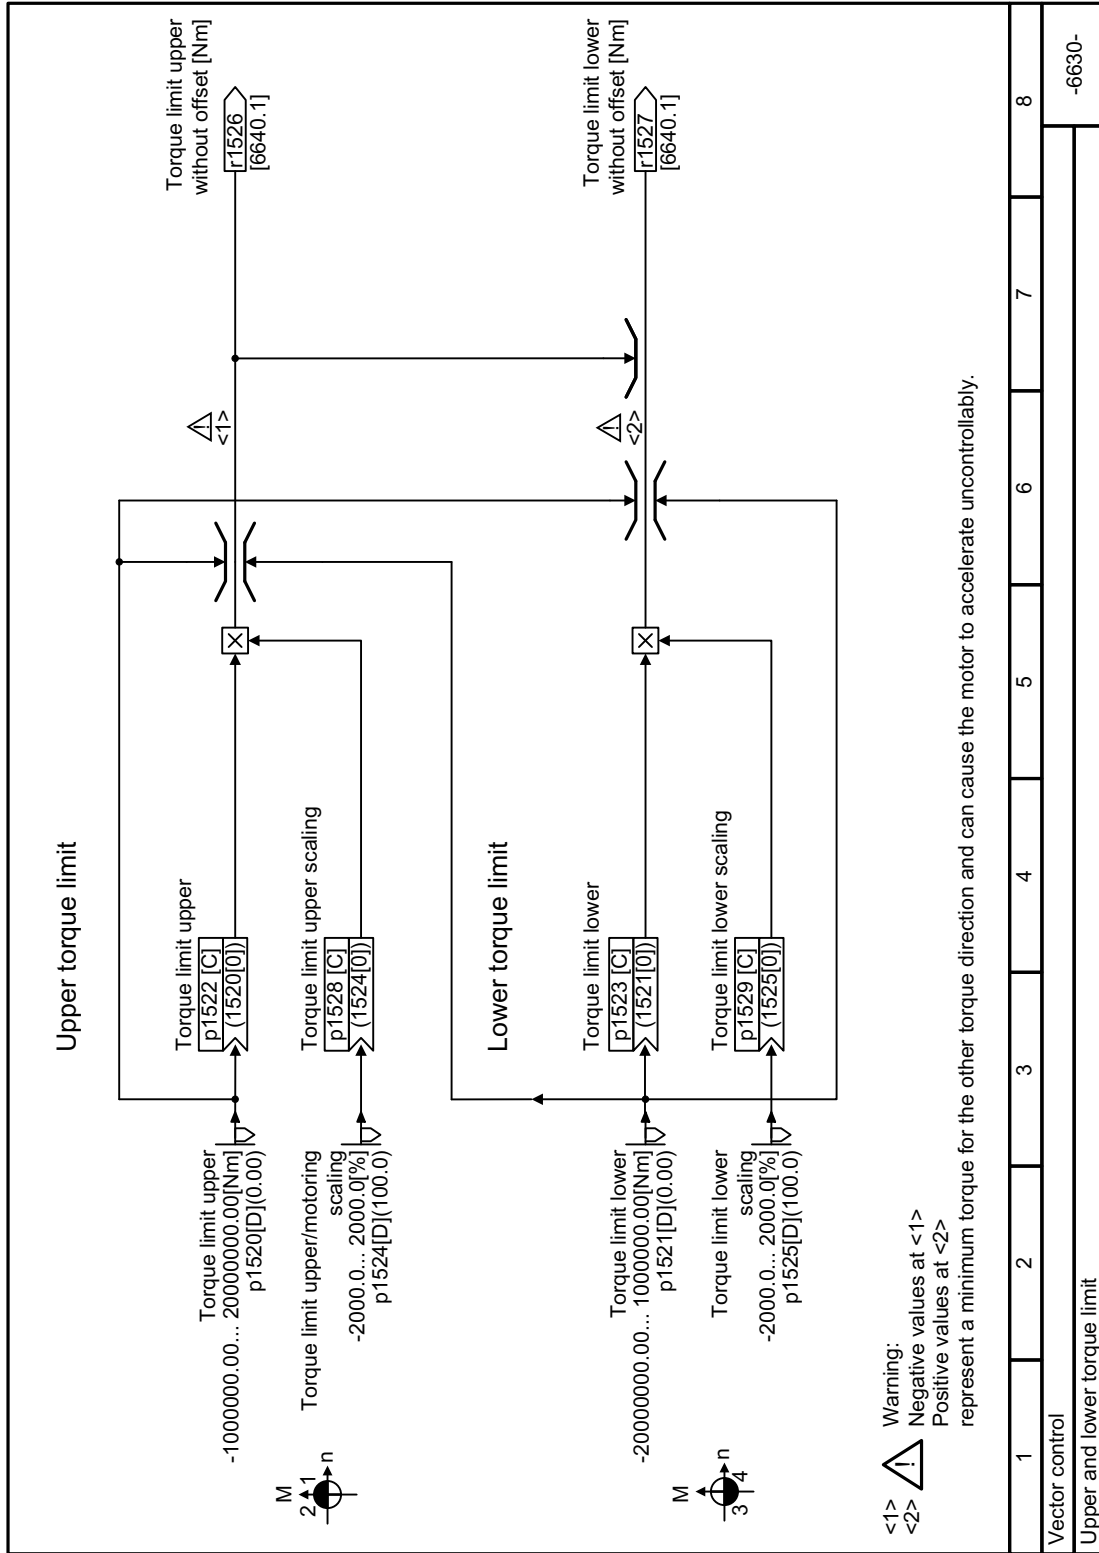 Upper torque limit
Torque limit upper
-1000000.00... 20000000.00[Nm]
p1520[D](0.00)
Torque limit upper
p1522 [C]
(1520[0])
Torque limit upper
without offset [Nm]
r1526
[6640.1]
<1>
M
2 1
n
Torque limit upper/motoring
scaling
-2000.0... 2000.0[%]
p1524[D](100.0)
Torque limit upper scaling
p1528 [C]
(1524[0])
Lower torque limit
Torque limit lower
-20000000.00... 1000000.00[Nm]
p1521[D](0.00)
Torque limit lower
p1523 [C]
(1521[0])
Torque limit lower
without offset [Nm]
r1527
[6640.1]
<2>
M
n
3 4
Torque limit lower
scaling
-2000.0... 2000.0[%]
p1525[D](100.0)
Torque limit lower scaling
p1529 [C]
(1525[0])
<1>
<2>
Warning:
Negative values at <1>
Positive values at <2>
represent a minimum torque for the other torque direction and can cause the motor to accelerate uncontrollably.
1 2 3 4 5 6 7 8
Vector control
-6630-
Upper and lower torque limit